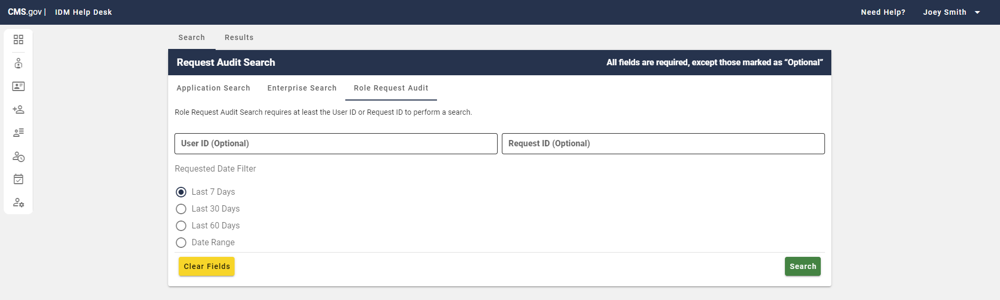 CMS.gov | IDM Help Desk
Need Help? Joey Smith
Search Results
Request Audit Search
All fields are required, except those marked as “Optional”
Application Search Enterprise Search Role Request Audit
Role Request Audit Search requires at least the User ID or Request ID to perform a search.
User ID (Optional) Request ID (Optional)
Requested Date Filter
Last 7 Days
Last 30 Days
Last 60 Days
Date Range
Clear Fields Search